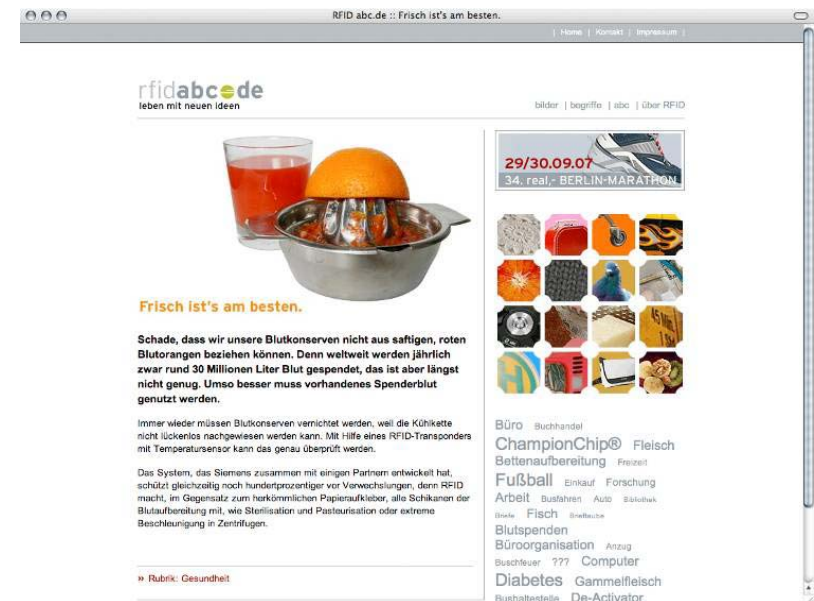 RFID abc.de :: Frisch ist's am besten.
| Home | Kontakt | Impressum |
rfidabcde
leben mit neuen ideen
bilder | begriffe | abc | über RFID
29/30.09.07
34. real,- BERLIN-MARATHON
Frisch ist's am besten.
Schade, dass wir unsere Blutkonserven nicht aus saftigen, roten
Blutorangen beziehen können. Denn weltweit werden jährlich
zwar rund 30 Millionen Liter Blut gespendet, das ist aber längst
nicht genug. Umso besser muss vorhandenes Spenderblut
genutzt werden.
Immer wieder müssen Blutkonserven vernichtet werden, weil die Kühlkette
nicht lückenlos nachgewiesen werden kann. Mit Hilfe eines RFID-Transponders
mit Temperatursensor kann das genau überprüft werden.
Das System, das Siemens zusammen mit einigen Partnern entwickelt hat,
schützt gleichzeitig noch hundertprozentiger vor Verwechslungen, denn RFID
macht, im Gegensatz zum herkömmlichen Papieraufkleber, alle Schikanen der
Blutaufbereitung mit, wie Sterilisation und Pasteurisation oder extreme
Beschleunigung in Zentrifugen.
» Rubrik: Gesundheit
45 Min
Büro Buchhandel
ChampionChip® Fleisch
Bettenaufbereitung Freizeit
Fußball Einkauf Forschung
Arbeit Busfahren Auto Bibliothek
Briefe Fisch Brieftaube
Blutspenden
Büroorganisation Anzug
Buschfeuer ??? Computer
Diabetes Gammelfleisch
Bushaltestelle De-Activator